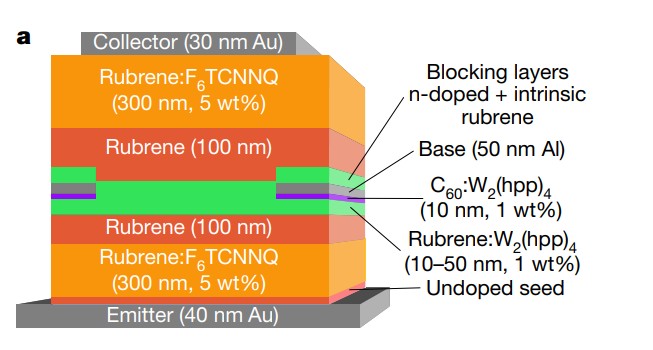 a
Collector (30 nm Au)
Rubrene:F₆TCNNQ
(300 nm, 5 wt%)
Rubrene (100 nm)
Rubrene (100 nm)
Rubrene:F₆TCNNQ
(300 nm, 5 wt%)
Emitter (40 nm Au)
Blocking layers
n-doped + intrinsic
rubrene
Base (50 nm Al)
C₆₀:W₂(hpp)₄
(10 nm, 1 wt%)
Rubrene:W₂(hpp)₄
(10–50 nm, 1 wt%)
Undoped seed